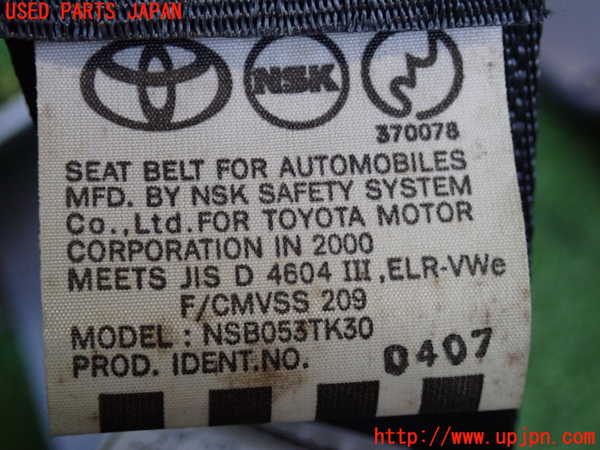 USED PARTS JAPAN
NSK
370078
SEAT BELT FOR AUTOMOBILES
MFD. BY NSK SAFETY SYSTEM
Co.,Ltd.FOR TOYOTA MOTOR
CORPORATION IN 2000
MEETS JIS D 4604 III ,ELR-VWe
F/CMVSS 209
MODEL : NSB053TK30
PROD. IDENT.NO. 0407
http://www.upjpn.com/